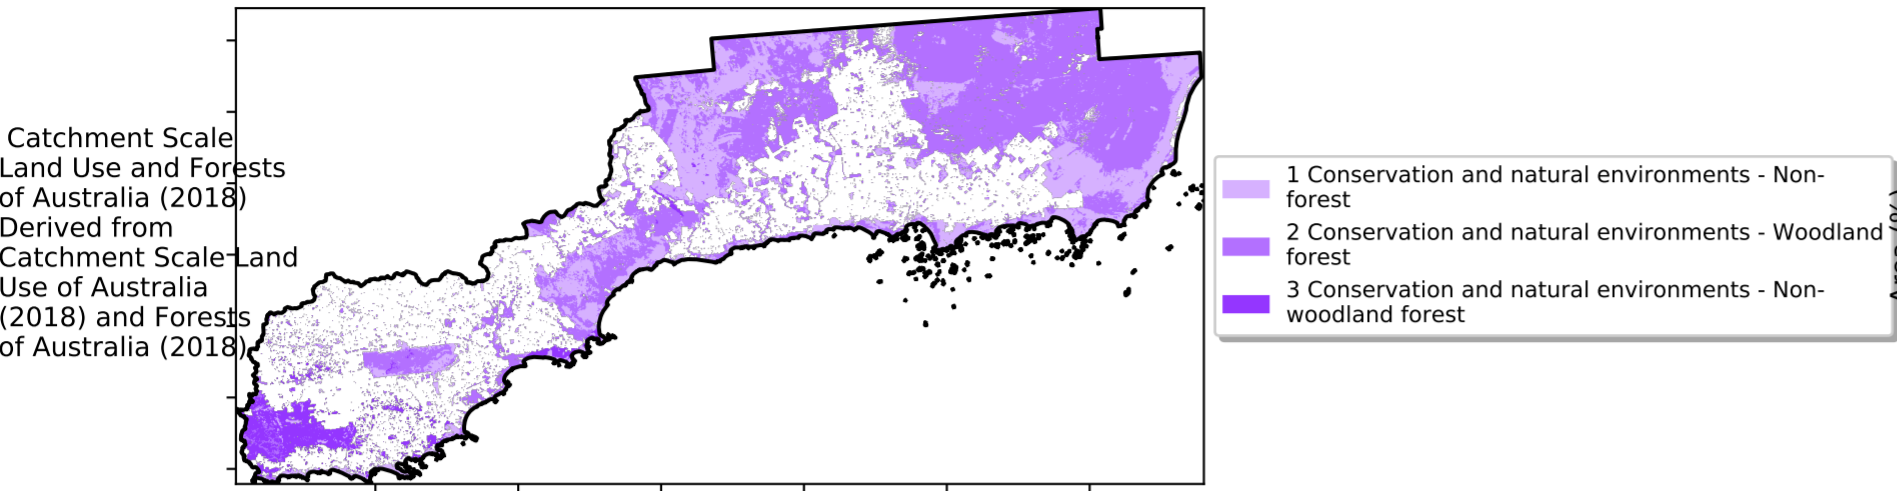 Catchment Scale
Land Use and Forests
of Australia (2018)
Derived from
Catchment Scale Land
Use of Australia
(2018) and Forests
of Australia (2018)
1 Conservation and natural environments - Non-
forest
2 Conservation and natural environments - Woodland
forest
3 Conservation and natural environments - Non-
woodland forest